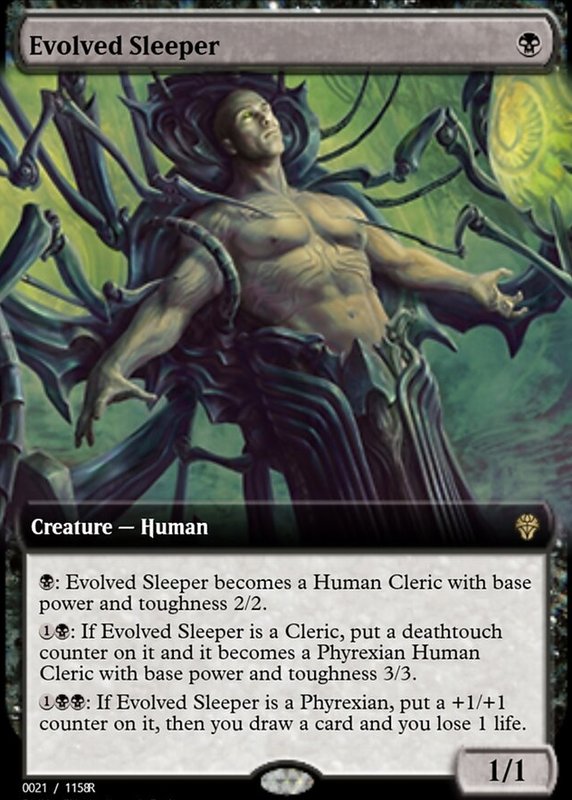 Evolved Sleeper
Creature — Human
: Evolved Sleeper becomes a Human Cleric with base
power and toughness 2/2.
1: If Evolved Sleeper is a Cleric, put a deathtouch
counter on it and it becomes a Phyrexian Human
Cleric with base power and toughness 3/3.
1: If Evolved Sleeper is a Phyrexian, put a +1/+1
counter on it, then you draw a card and you lose 1 life.
1/1
0021 / 1158R